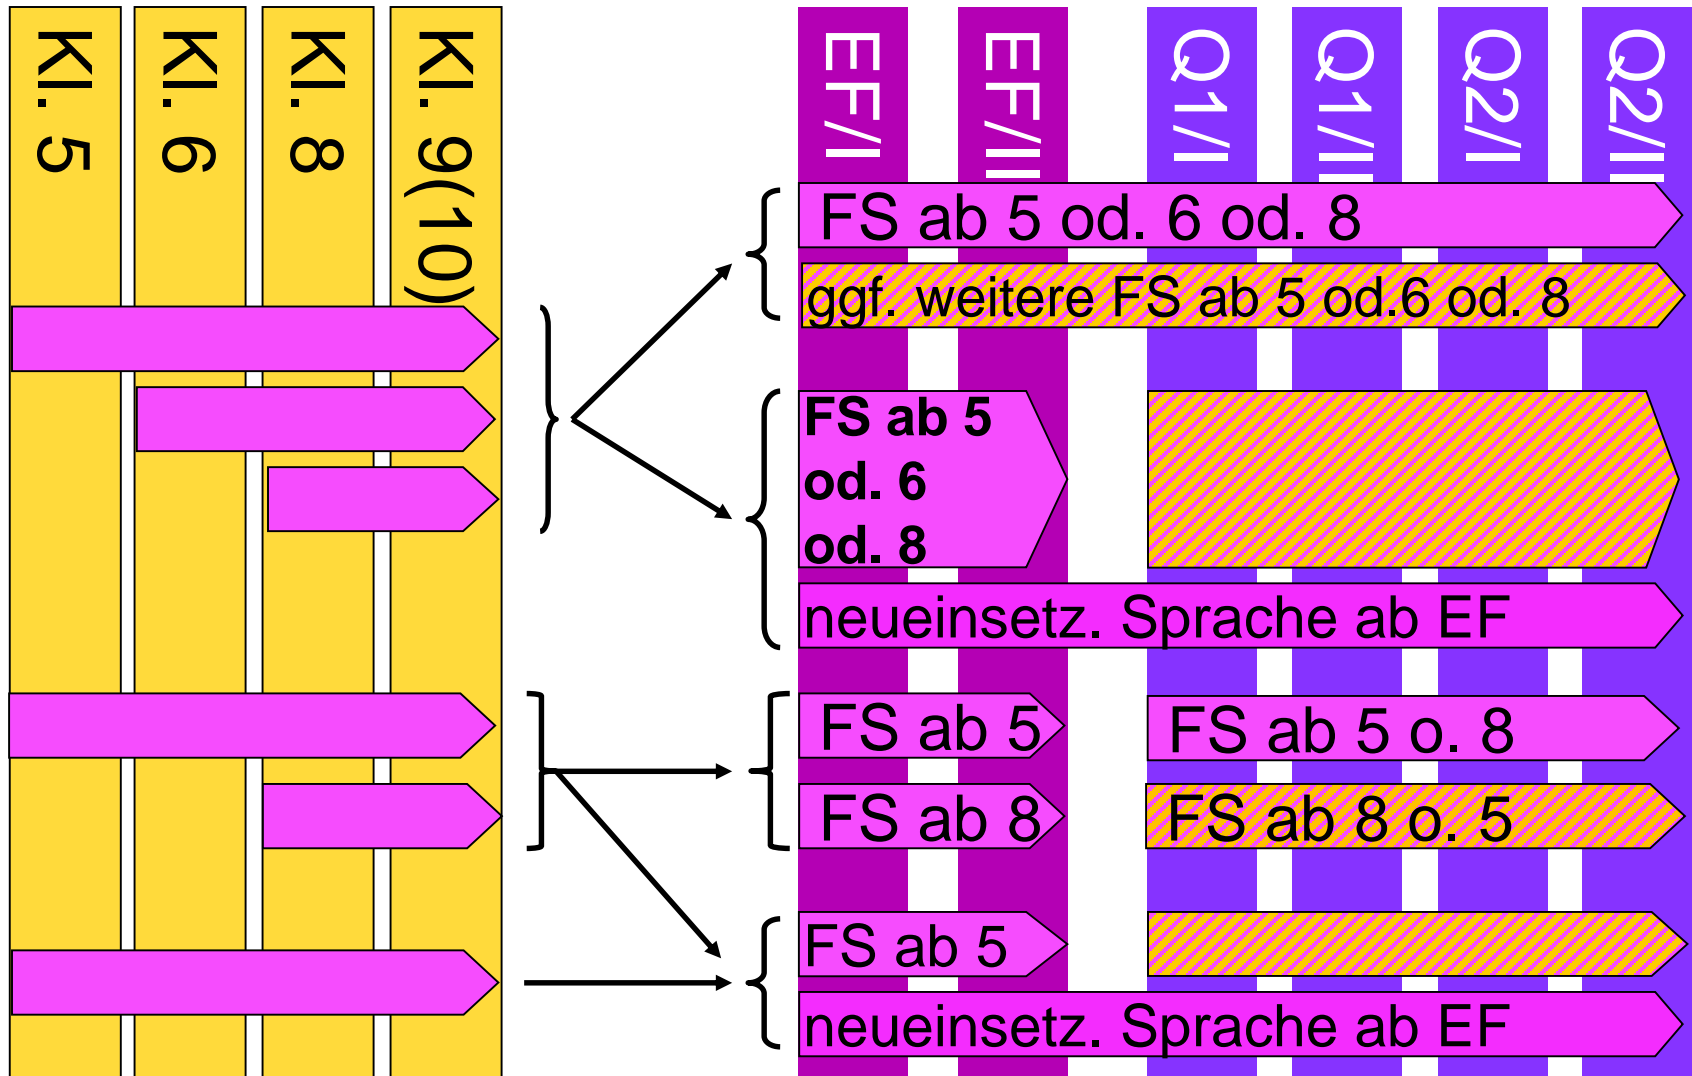 Kl. 5
Kl. 6
Kl. 8
Kl. 9(10)
EF/I
EF/II
Q1/I
Q1/II
Q2/I
Q2/II
FS ab 5 od. 6 od. 8
ggf. weitere FS ab 5 od.6 od. 8
FS ab 5
od. 6
od. 8
neueinsetz. Sprache ab EF
FS ab 5
FS ab 5 o. 8
FS ab 8
FS ab 8 o. 5
FS ab 5
neueinsetz. Sprache ab EF